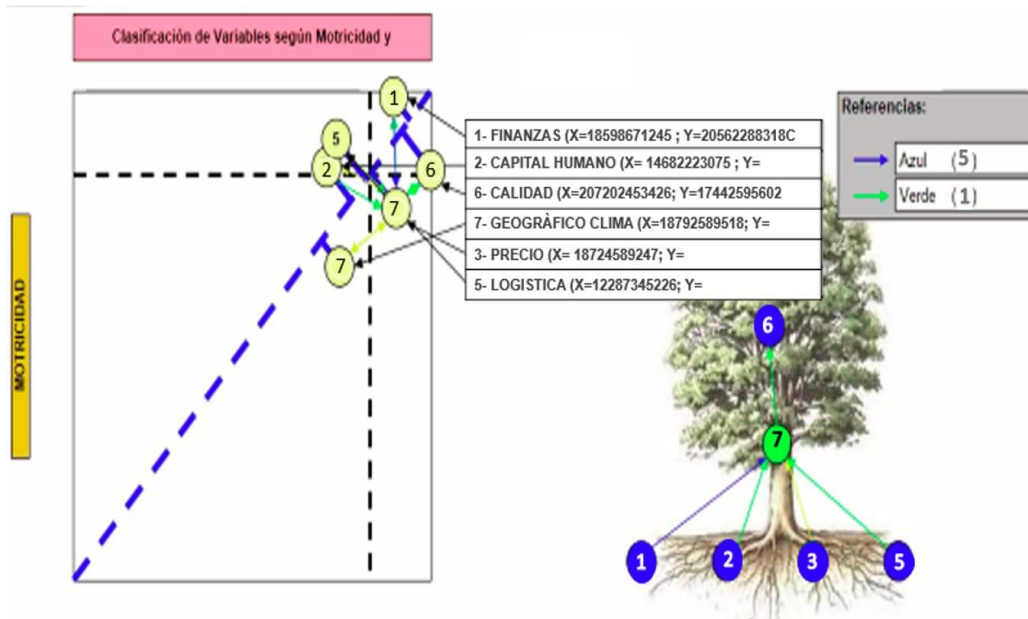 Clasificación de Variables según Motricidad y
MOTRICIDAD
1
5
2
6
7
7
1- FINANZAS (X=18598671245 ; Y=20562288318C
2- CAPITAL HUMANO (X= 14682223075 ; Y=
6- CALIDAD (X=207202453426; Y=17442595602
7- GEOGRÀFICO CLIMA (X=18792589518; Y=
3- PRECIO (X= 18724589247; Y=
5- LOGISTICA (X=12287345226; Y=
Referencias:
Azul (5)
Verde (1)
6
7
1
2
3
5